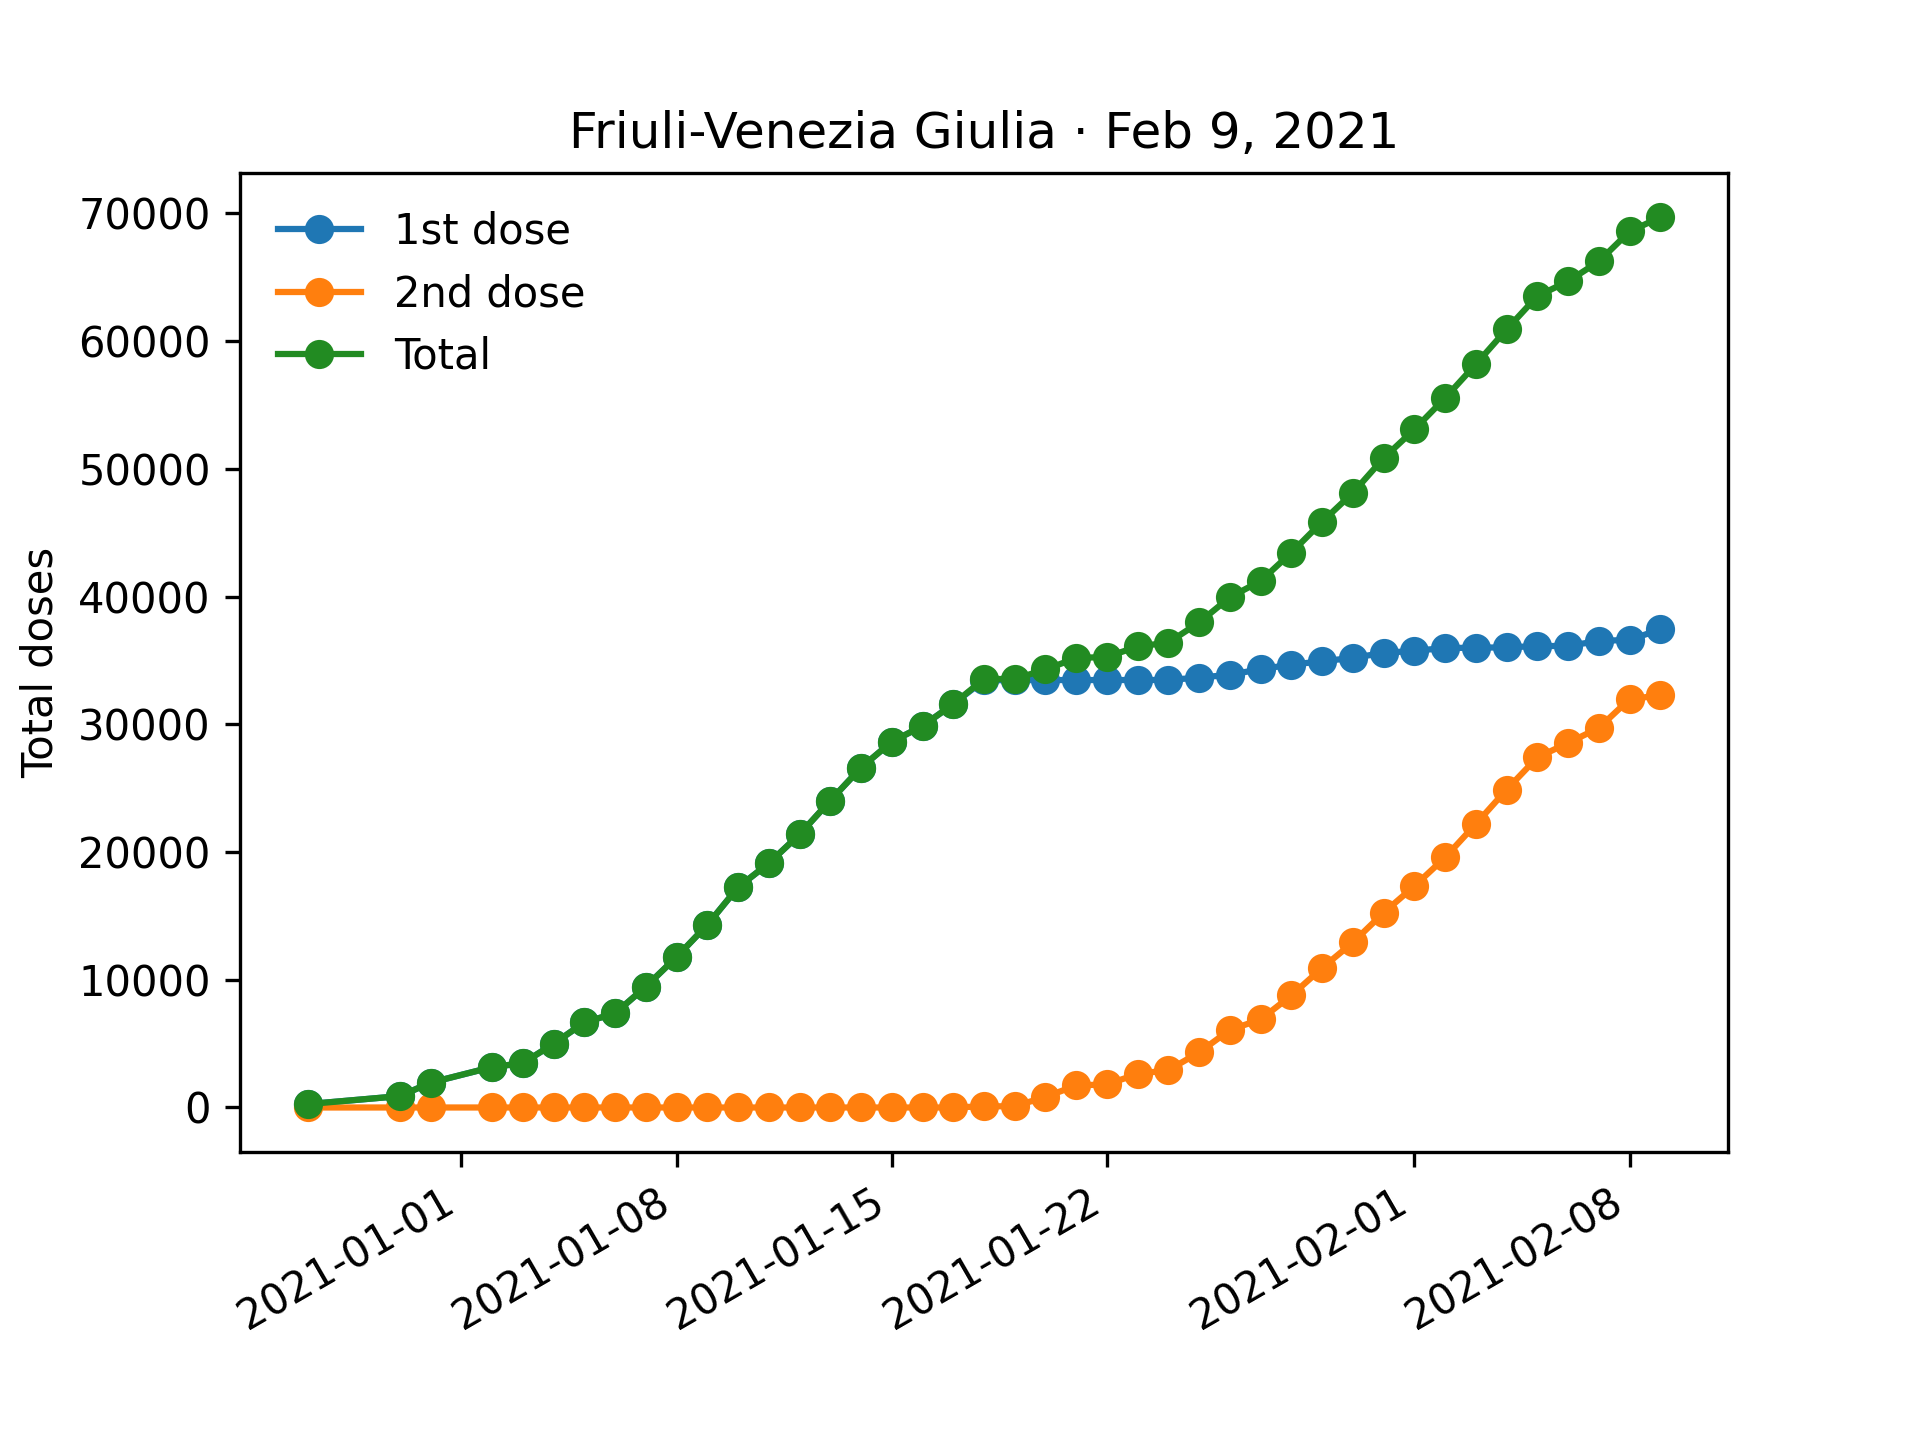 Friuli-Venezia Giulia · Feb 9, 2021
1st dose
2nd dose
Total
Total doses
70000
60000
50000
40000
30000
20000
10000
0
2021-01-01
2021-01-08
2021-01-15
2021-01-22
2021-02-01
2021-02-08